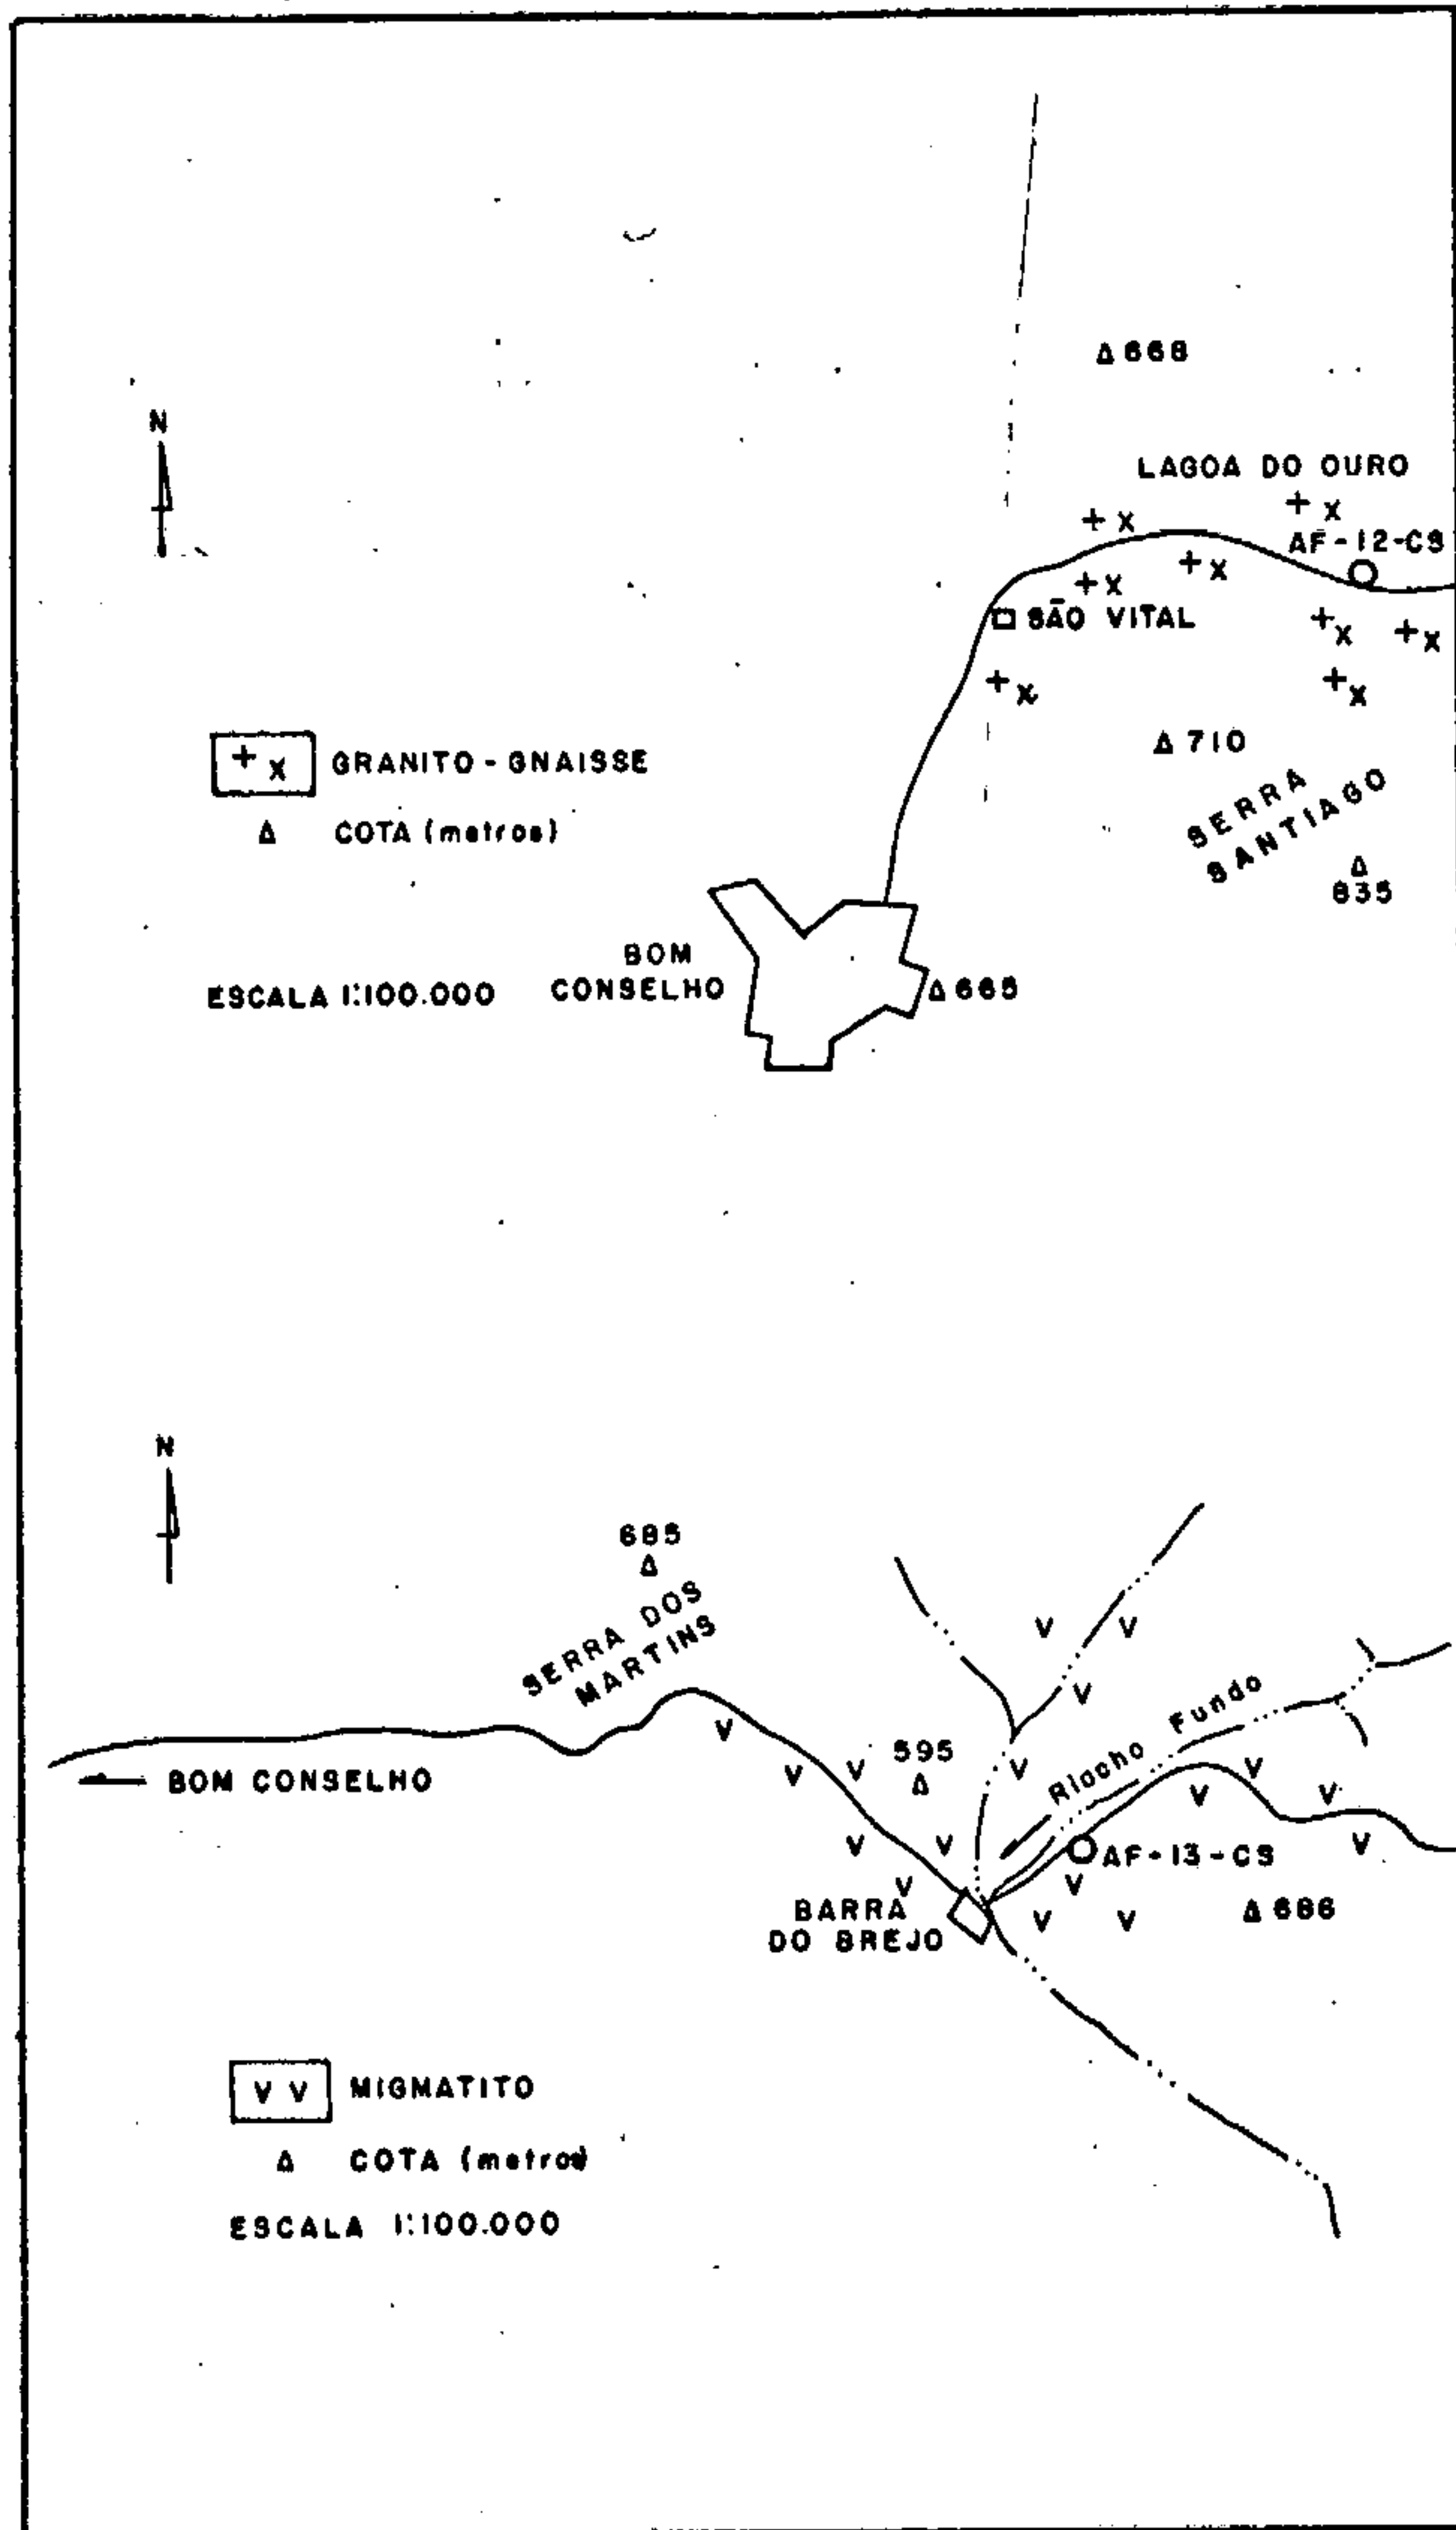 N
Δ 668
LAGOA DO OURO
+ x
+ x
AF-12-CS
+ x
+ x
SÃO VITAL
+ x
+ x
+ x
+ x
Δ 710
+ x GRANITO - GNAISSE
Δ COTA (metros)
SERRA
SANTIAGO
Δ
835
BOM
CONSELHO
Δ 665
ESCALA 1:100.000
N
685
Δ
SERRA DOS
MARTINS
BOM CONSELHO
595
Δ
Riacho Fundo
AF-13-CS
BARRA
DO BREJO
Δ 686
V V MIGMATITO
Δ COTA (metros)
ESCALA 1:100.000